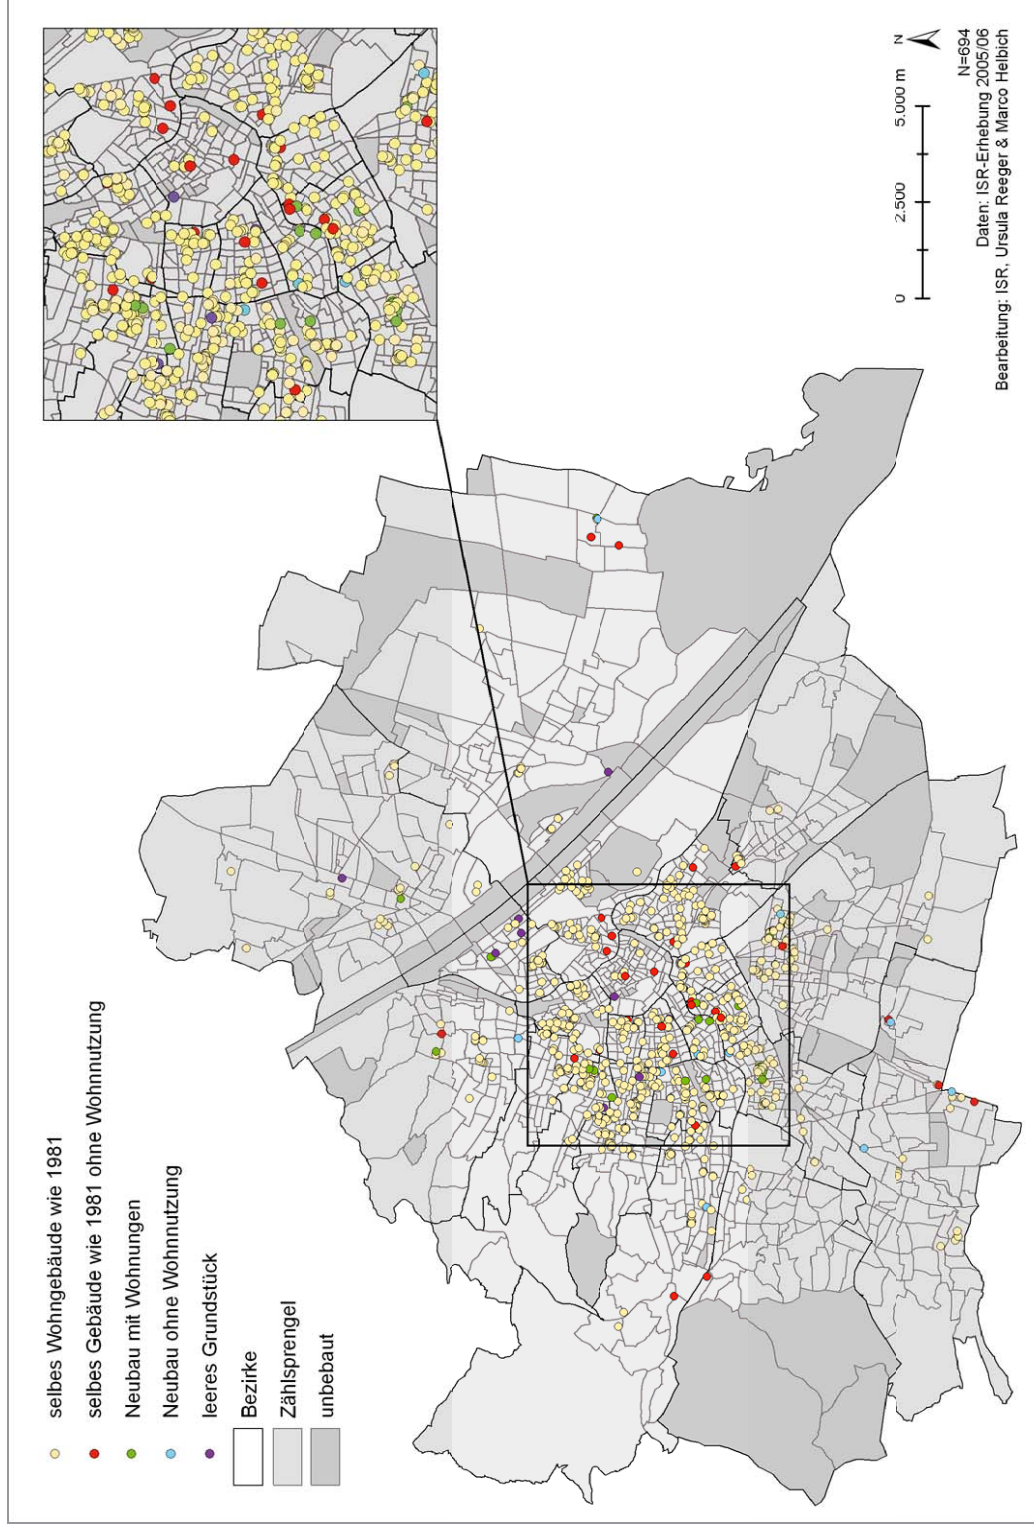 selbes Wohngebäude wie 1981
selbes Gebäude wie 1981 ohne Wohnnutzung
Neubau mit Wohnungen
Neubau ohne Wohnnutzung
leeres Grundstück
Bezirke
Zählsprengel
unbebaut
N
0 2.500 5.000 m
N=694
Daten: ISR-Erhebung 2005/06
Bearbeitung: ISR, Ursula Reeger & Marco Helbich